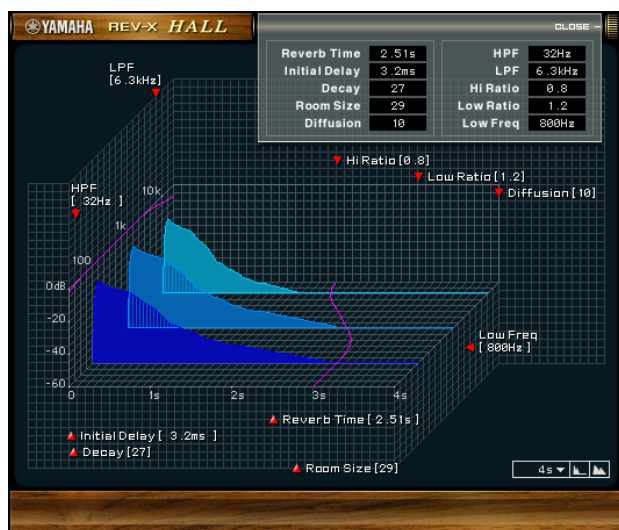 YAMAHA REV-X HALL
CLOSE -
Reverb Time 2.51s HPF 32Hz
Initial Delay 3.2ms LPF 6.3kHz
Decay 27 Hi Ratio 0.8
Room Size 29 Low Ratio 1.2
Diffusion 10 Low Freq 800Hz
LPF
[6.3kHz]
Hi Ratio [0.8]
Low Ratio [1.2]
Diffusion [10]
HPF
[ 32Hz ]
10k
1k
100
0dB
-20
-40
-60
0 1s 2s 3s 4s
Low Freq
[ 800Hz ]
Reverb Time [ 2.51s ]
Initial Delay [ 3.2ms ]
Decay [27]
Room Size [29]
4s